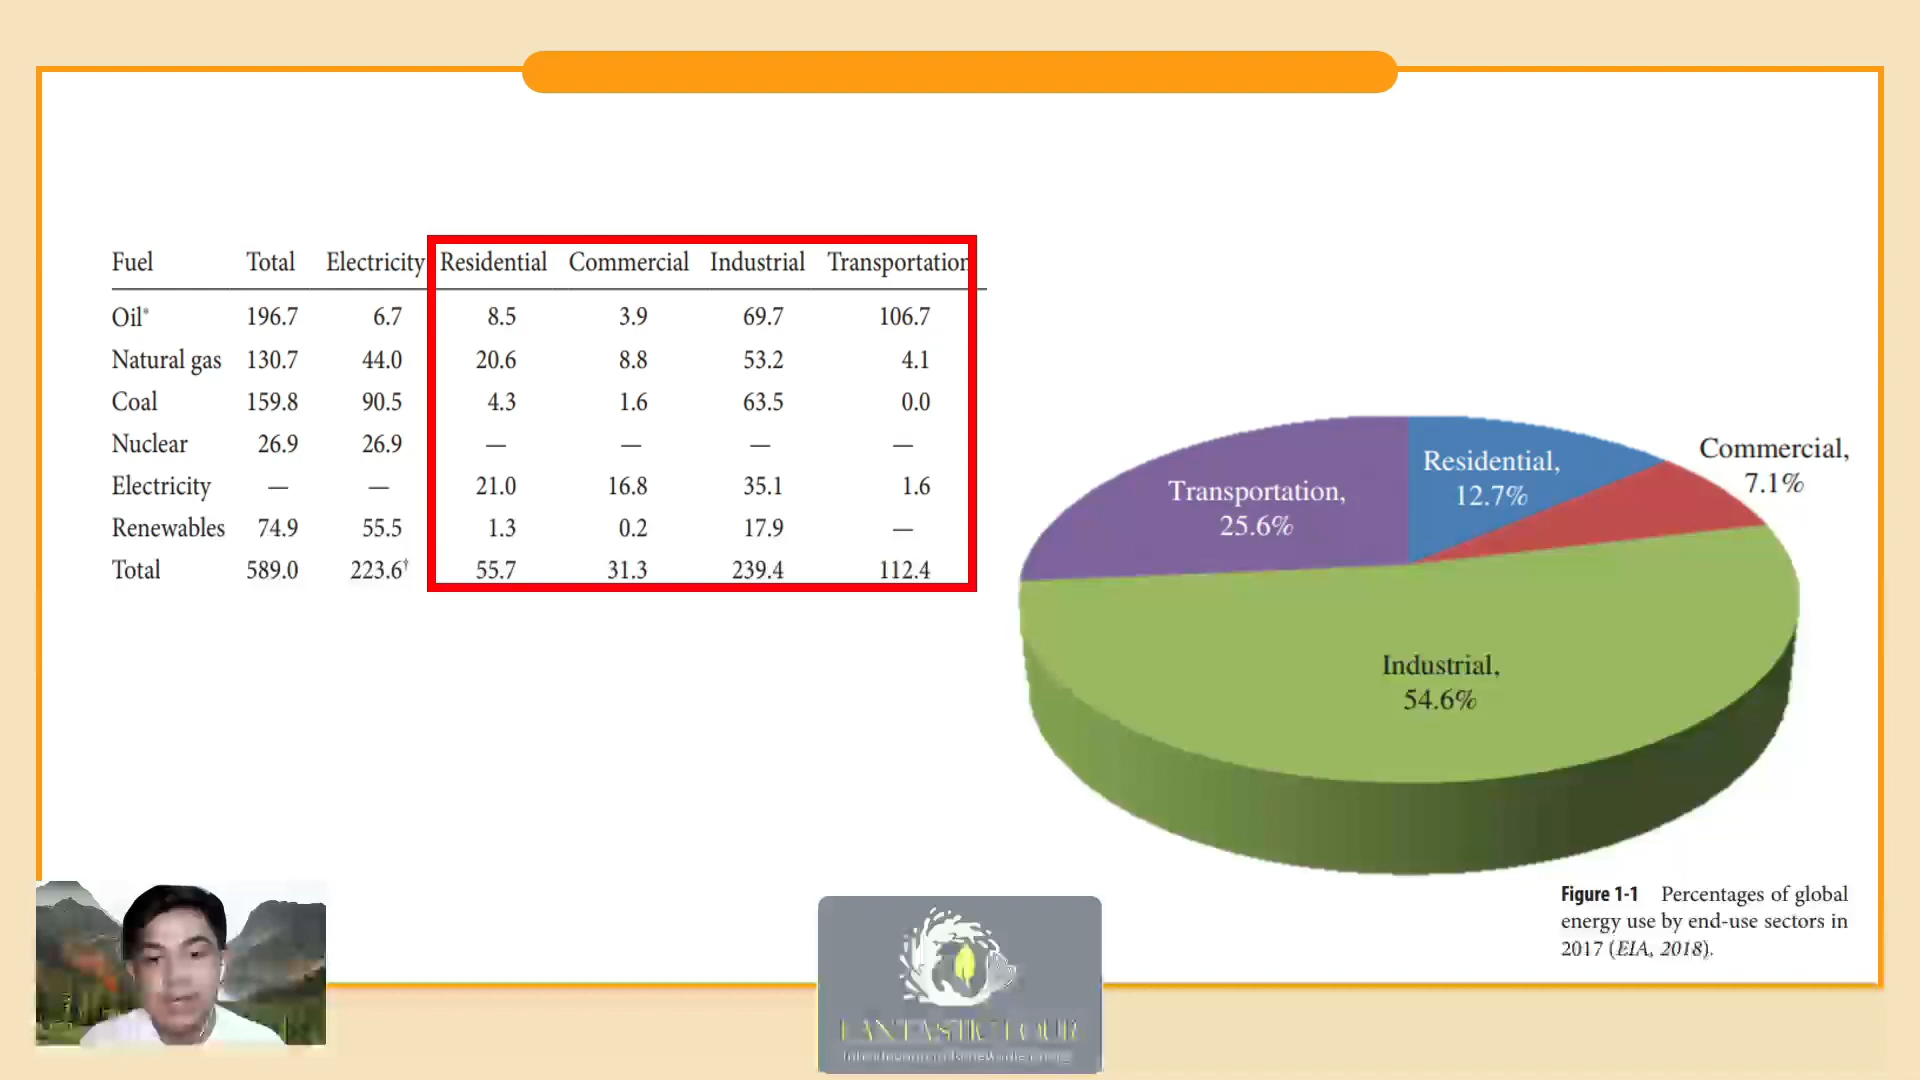 Fuel Total Electricity Residential Commercial Industrial Transportation
Oil* 196.7 6.7 8.5 3.9 69.7 106.7
Natural gas 130.7 44.0 20.6 8.8 53.2 4.1
Coal 159.8 90.5 4.3 1.6 63.5 0.0
Nuclear 26.9 26.9 — — — —
Electricity — — 21.0 16.8 35.1 1.6
Renewables 74.9 55.5 1.3 0.2 17.9 —
Total 589.0 223.6† 55.7 31.3 239.4 112.4
Transportation,
25.6%
Residential,
12.7%
Commercial,
7.1%
Industrial,
54.6%
Figure 1-1 Percentages of global
energy use by end-use sectors in
2017 (EIA, 2018).
FANTASTIC FOUR